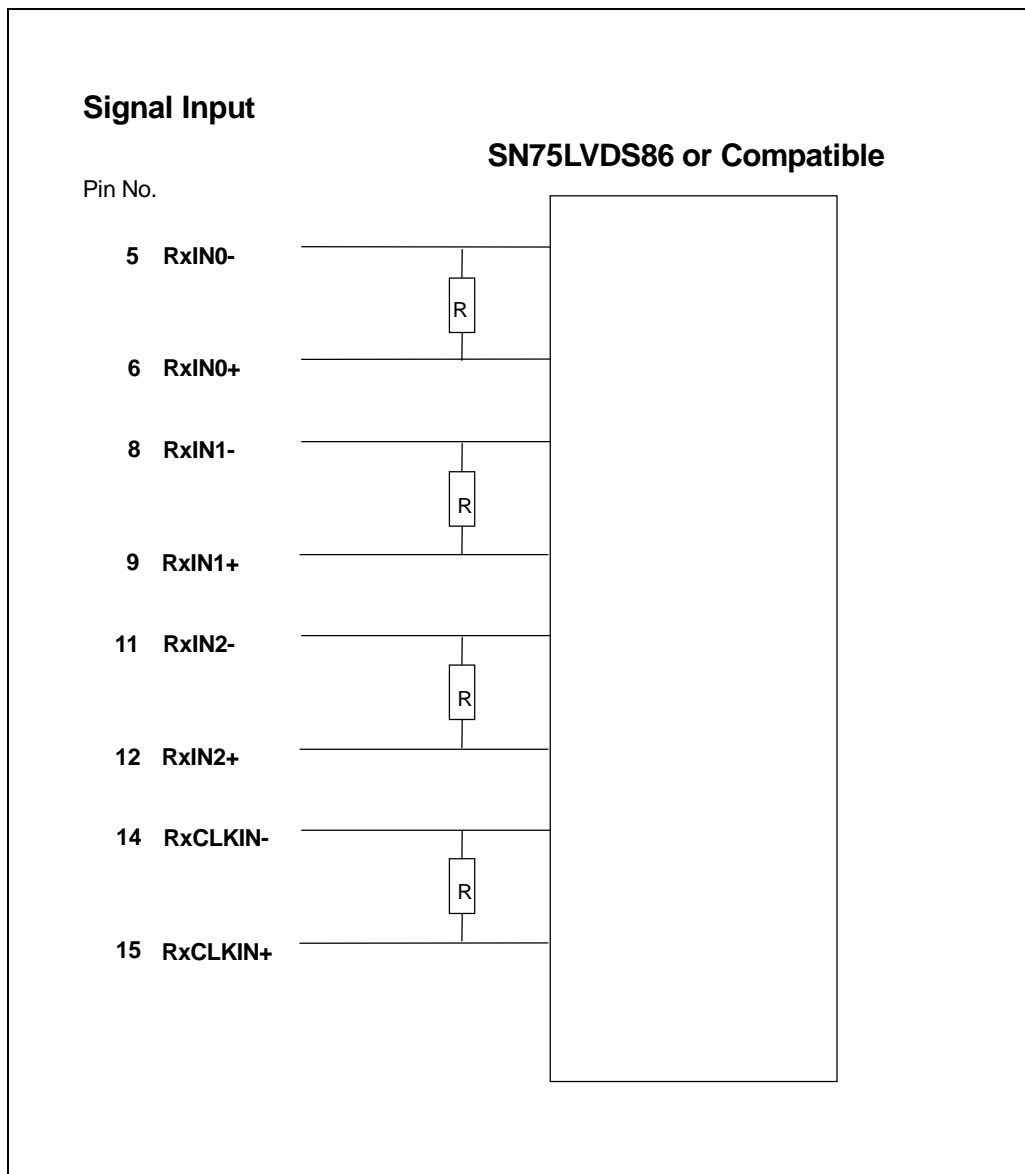 Signal Input
SN75LVDS86 or Compatible
Pin No.
5 RxIN0-
R
6 RxIN0+
8 RxIN1-
R
9 RxIN1+
11 RxIN2-
R
12 RxIN2+
14 RxCLKIN-
R
15 RxCLKIN+